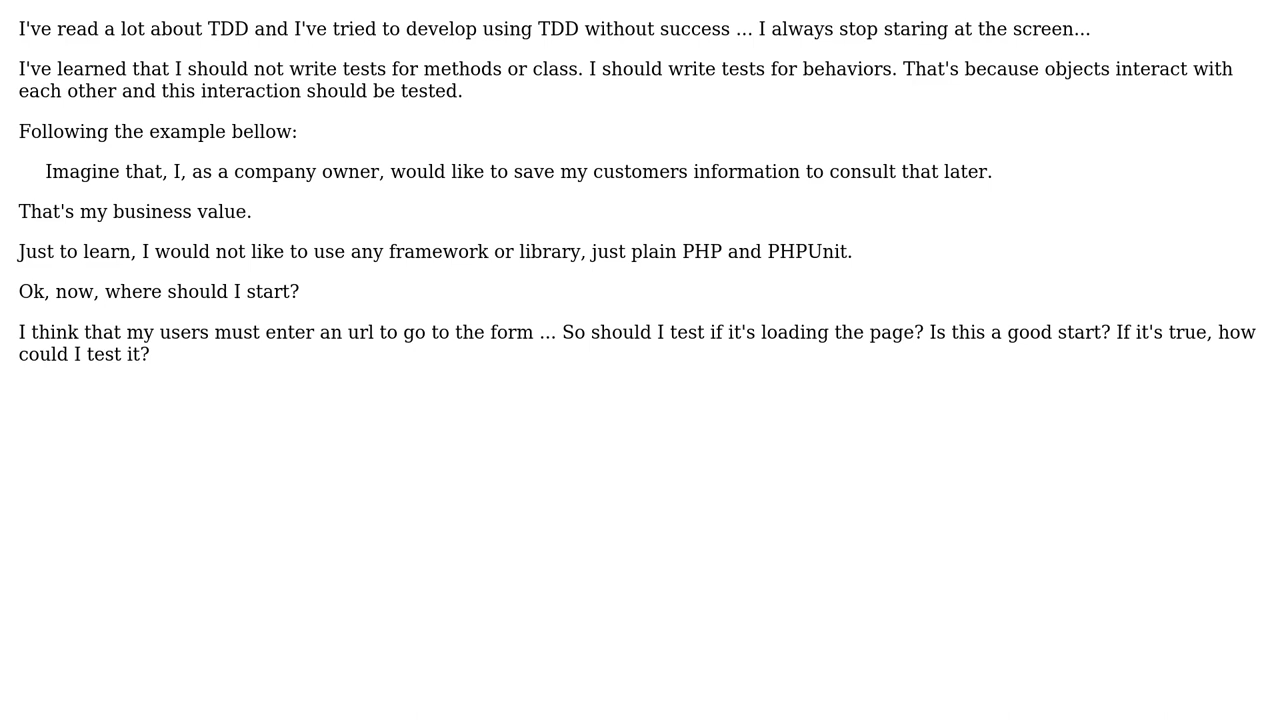 I've read a lot about TDD and I've tried to develop using TDD without success ... I always stop staring at the screen...
I've learned that I should not write tests for methods or class. I should write tests for behaviors. That's because objects interact with
each other and this interaction should be tested.
Following the example bellow:
Imagine that, I, as a company owner, would like to save my customers information to consult that later.
That's my business value.
Just to learn, I would not like to use any framework or library, just plain PHP and PHPUnit.
Ok, now, where should I start?
I think that my users must enter an url to go to the form ... So should I test if it's loading the page? Is this a good start? If it's true, how
could I test it?